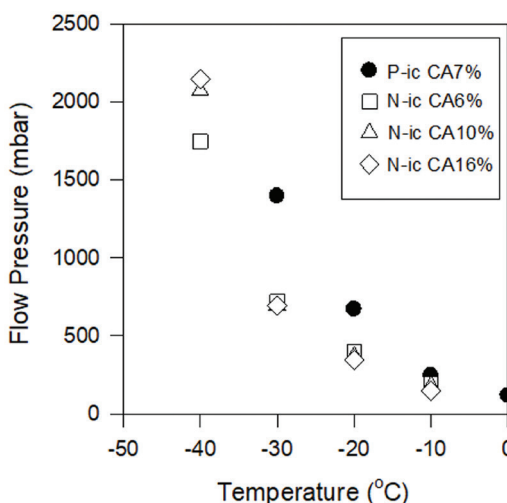 2500
2000
1500
1000
500
0
Flow Pressure (mbar)
P-ic CA7%
N-ic CA6%
N-ic CA10%
N-ic CA16%
-50 -40 -30 -20 -10 0
Temperature (°C)